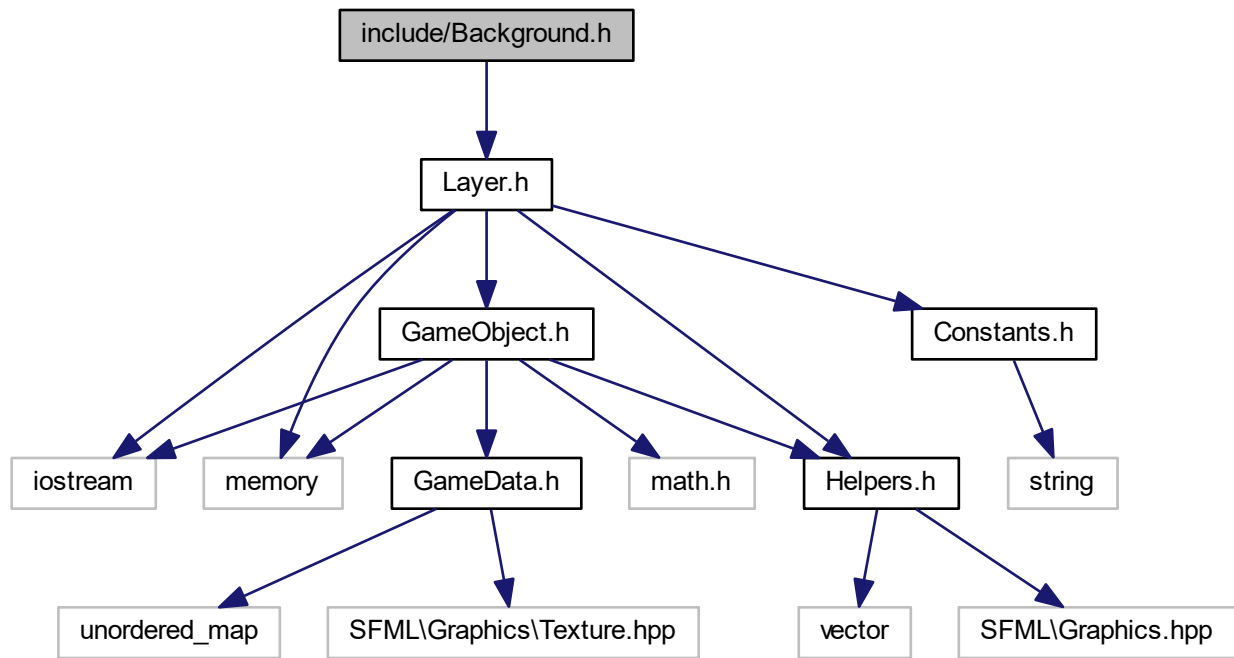 include/Background.h
Layer.h
GameObject.h
Constants.h
iostream
memory
GameData.h
math.h
Helpers.h
string
unordered_map
SFML\Graphics\Texture.hpp
vector
SFML\Graphics.hpp